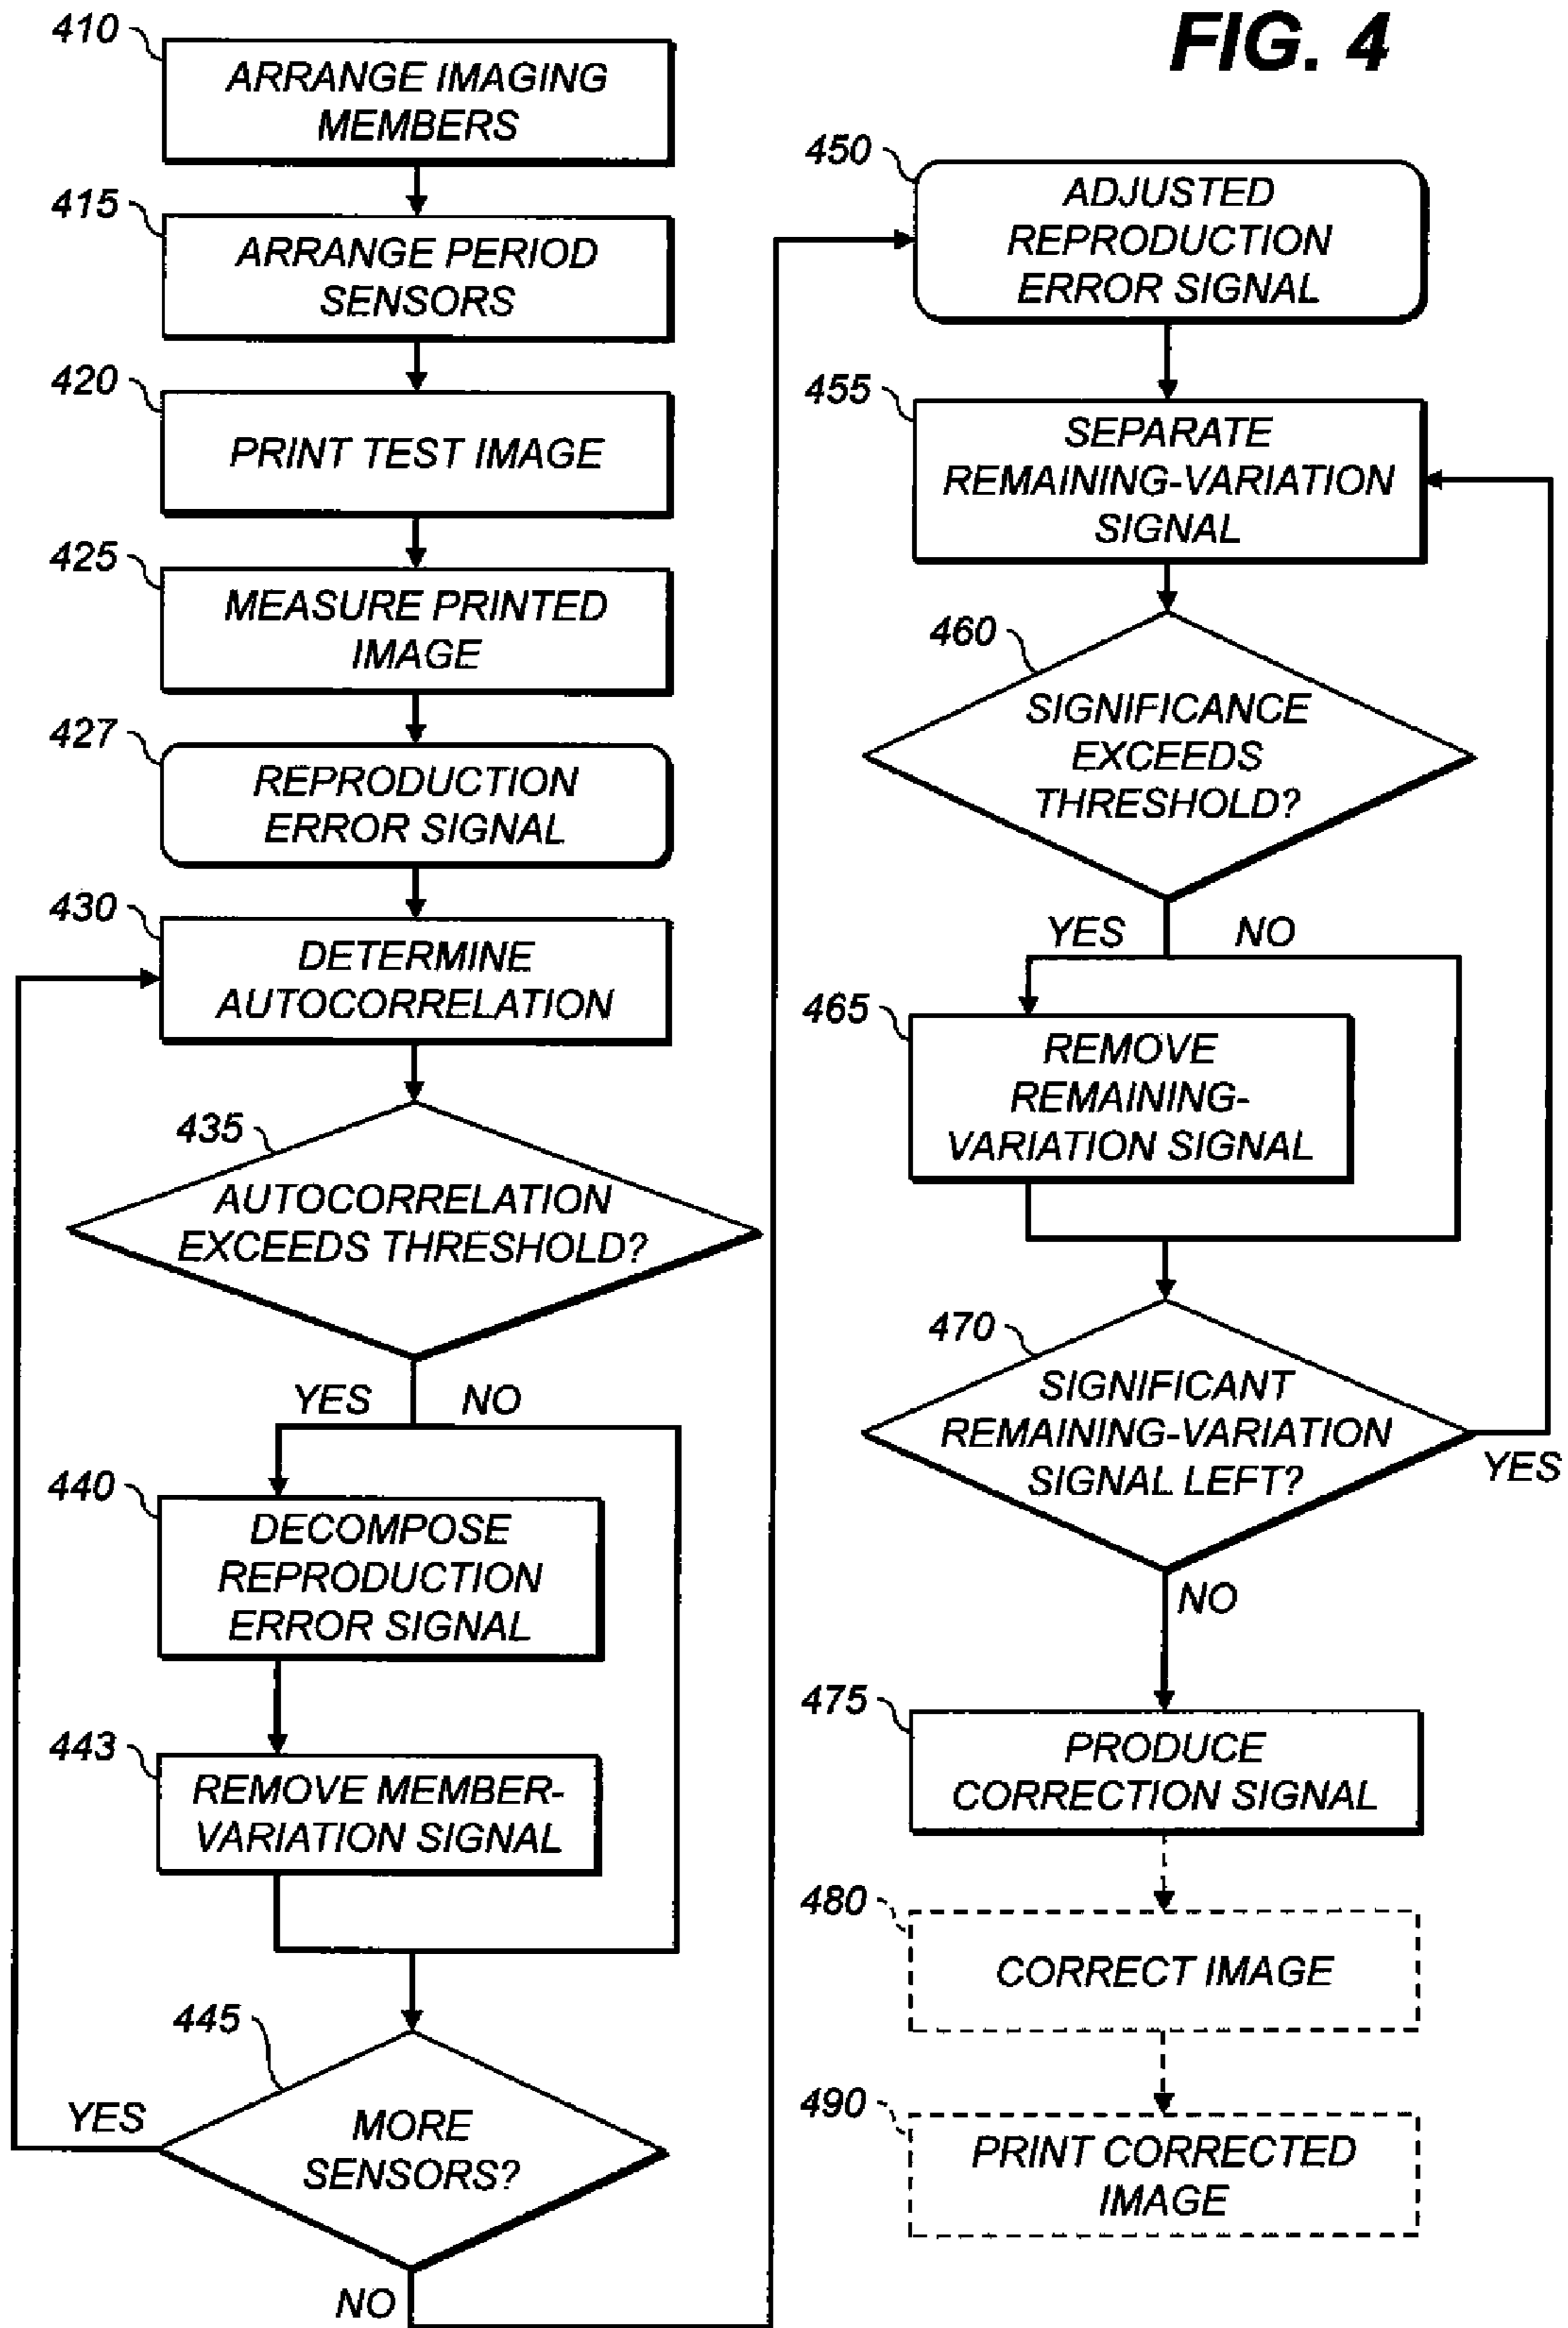 FIG. 4
410
ARRANGE IMAGING
MEMBERS
415
ARRANGE PERIOD
SENSORS
420
PRINT TEST IMAGE
425
MEASURE PRINTED
IMAGE
427
REPRODUCTION
ERROR SIGNAL
430
DETERMINE
AUTOCORRELATION
435
AUTOCORRELATION
EXCEEDS THRESHOLD?
YES NO
440
DECOMPOSE
REPRODUCTION
ERROR SIGNAL
443
REMOVE MEMBER-
VARIATION SIGNAL
445
YES
MORE
SENSORS?
NO
450
ADJUSTED
REPRODUCTION
ERROR SIGNAL
455
SEPARATE
REMAINING-VARIATION
SIGNAL
460
SIGNIFICANCE
EXCEEDS
THRESHOLD?
YES NO
465
REMOVE
REMAINING-
VARIATION SIGNAL
470
SIGNIFICANT
REMAINING-VARIATION
SIGNAL LEFT?
YES
NO
475
PRODUCE
CORRECTION SIGNAL
480
CORRECT IMAGE
490
PRINT CORRECTED
IMAGE